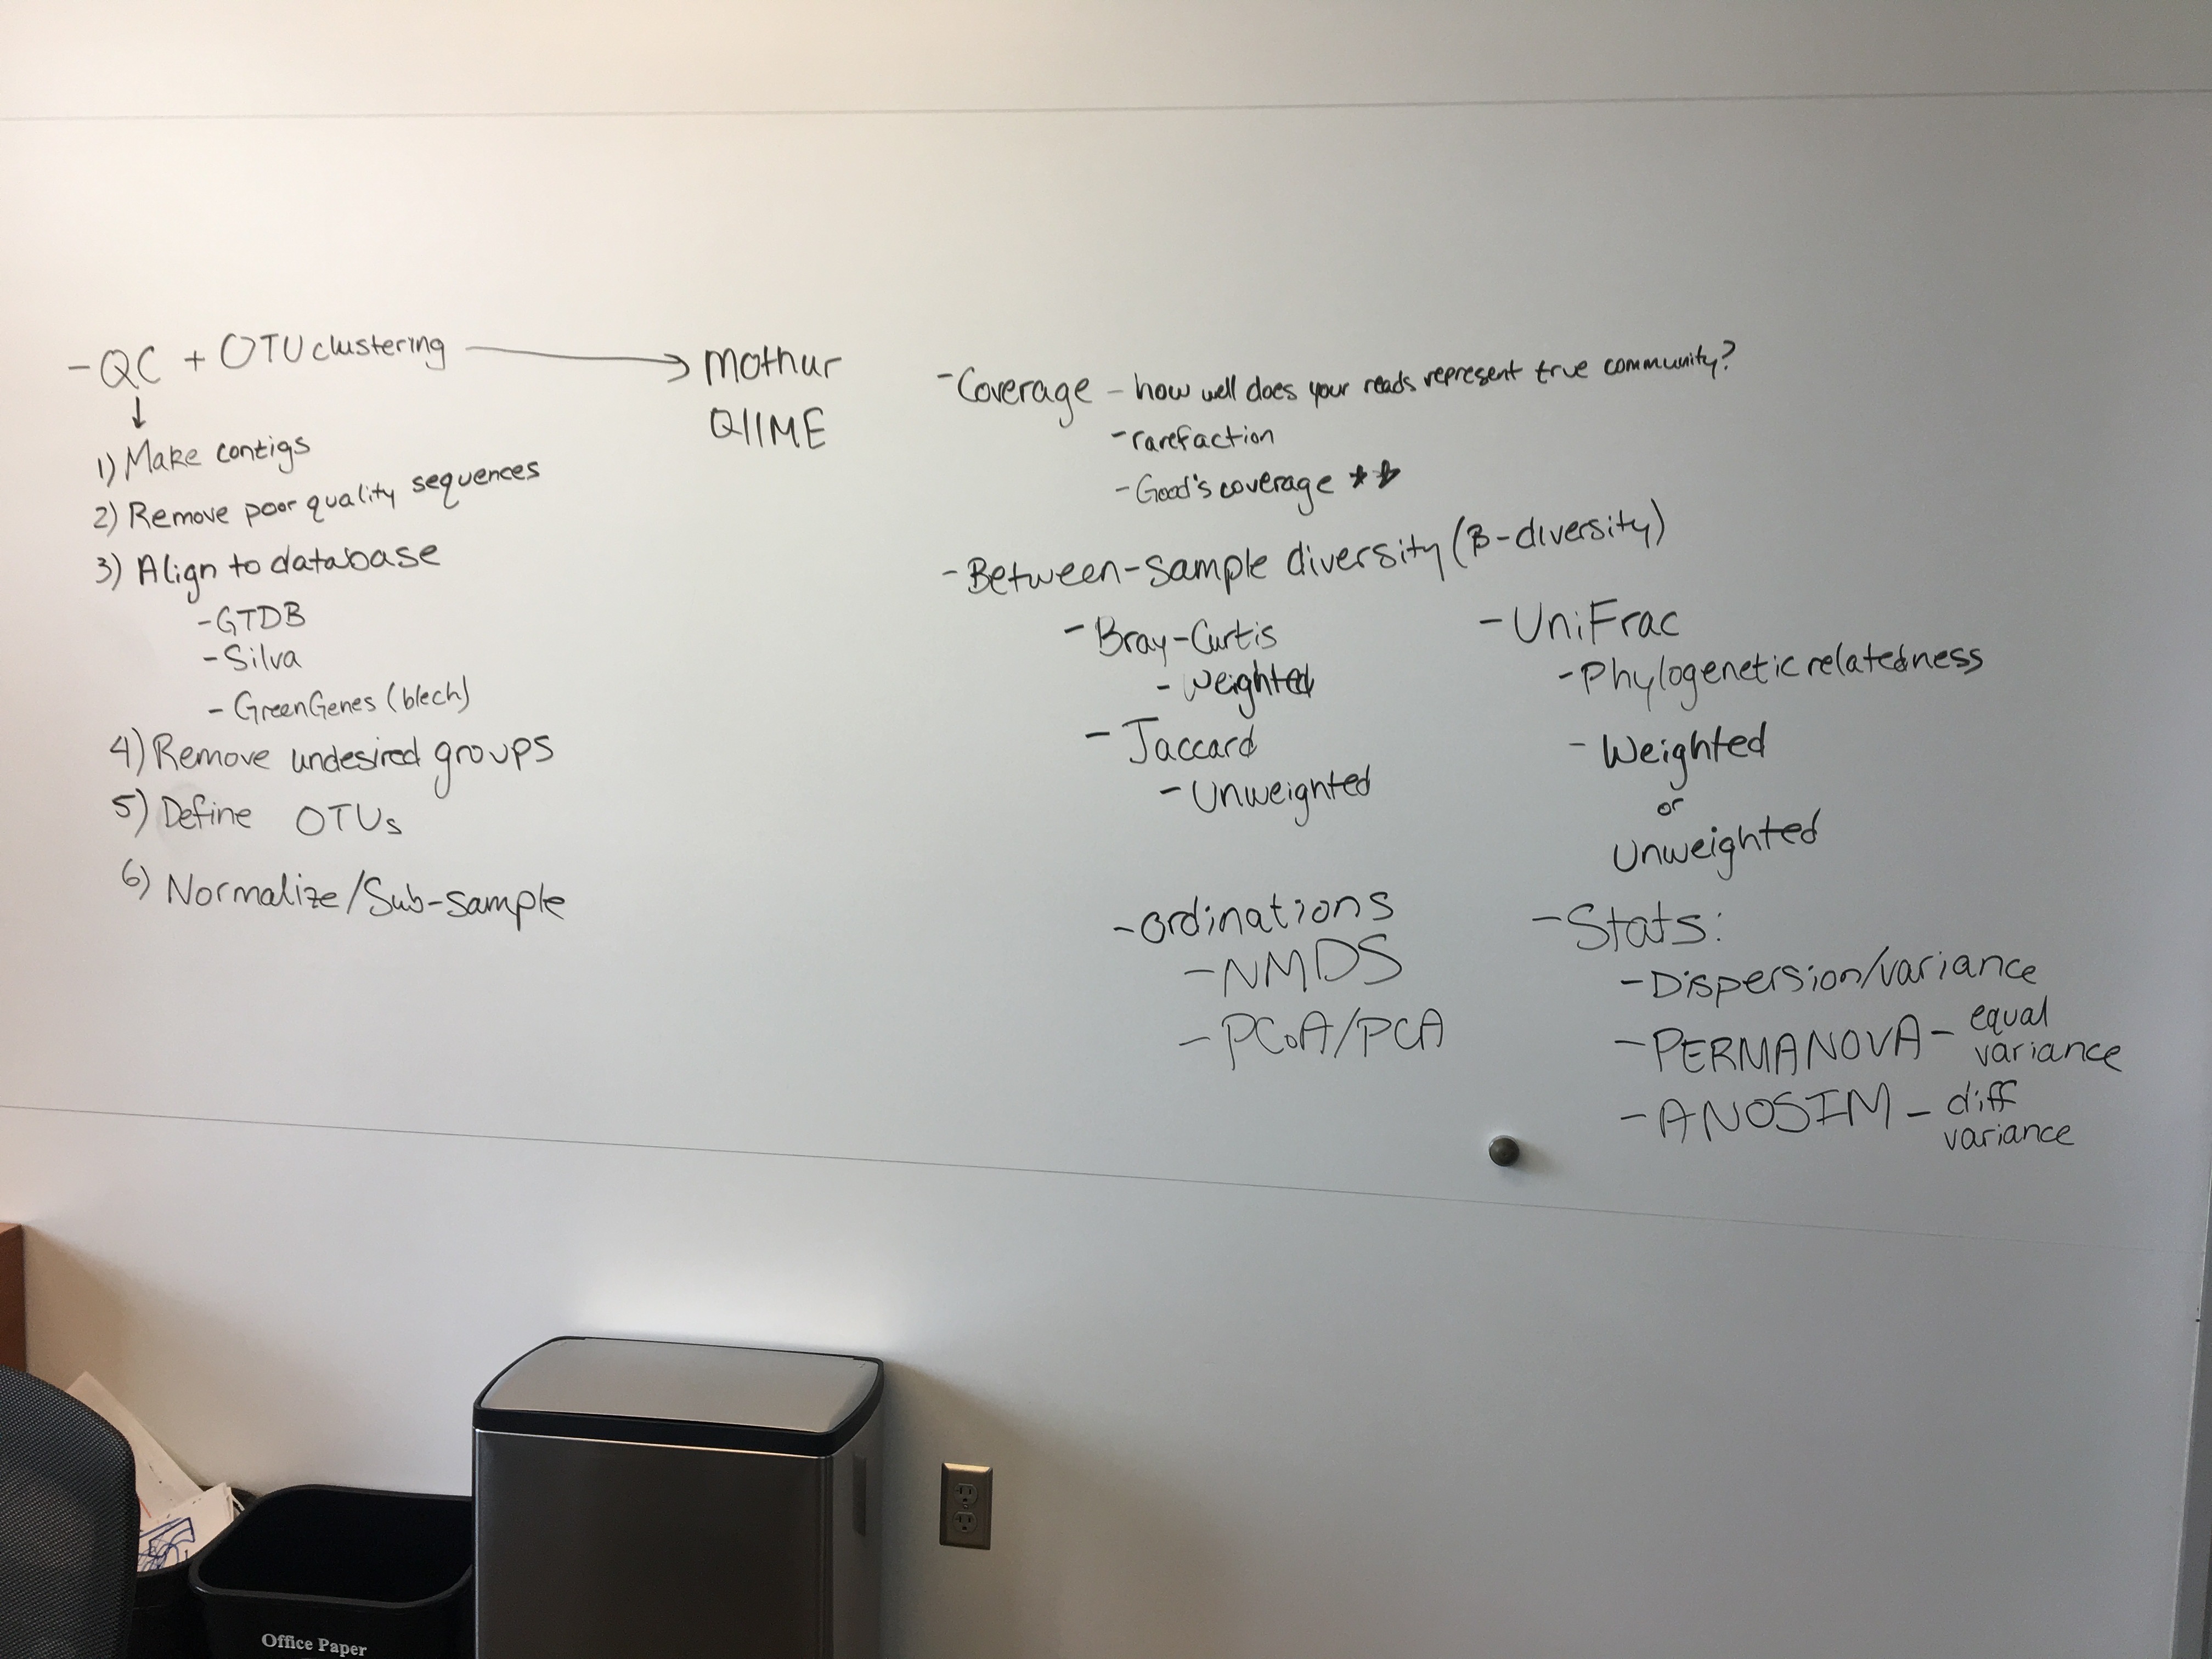 - QC + OTU clustering → mothur
QIIME
↓
1) Make contigs
2) Remove poor quality sequences
3) Align to database
- GTDB
- Silva
- GreenGenes (blech)
4) Remove undesired groups
5) Define OTUs
6) Normalize/Sub-sample
- Coverage - how well does your reads represent true community?
- rarefaction
- Good's coverage ★★
- Between-Sample diversity (β-diversity)
- Bray-Curtis
- Weighted
- Jaccard
- Unweighted
- UniFrac
- Phylogenetic relatedness
- Weighted
or
Unweighted
- ordinations
- NMDS
- PCoA/PCA
- Stats:
- Dispersion/variance
- PERMANOVA - equal
variance
- ANOSIM - diff
variance
Office Paper